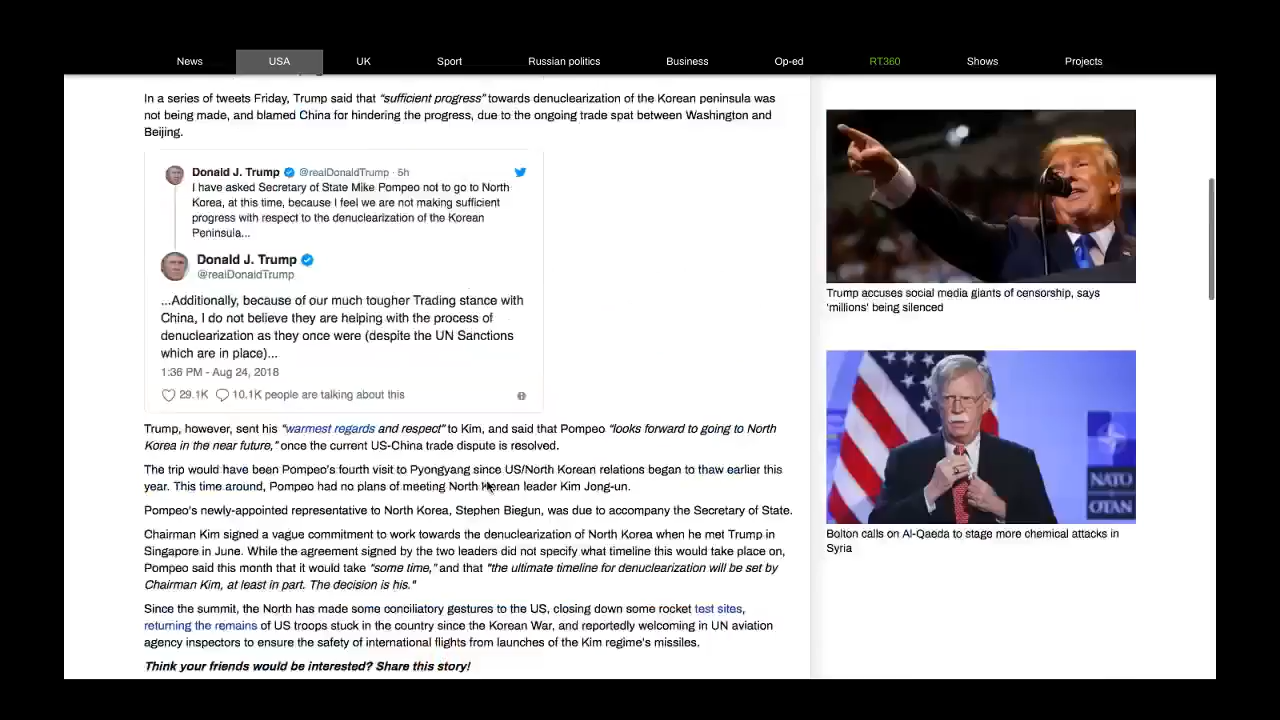 News USA UK Sport Russian politics Business Op-ed RT360 Shows Projects
In a series of tweets Friday, Trump said that "sufficient progress" towards denuclearization of the Korean peninsula was
not being made, and blamed China for hindering the progress, due to the ongoing trade spat between Washington and
Beijing.
Donald J. Trump @realDonaldTrump · 5h
I have asked Secretary of State Mike Pompeo not to go to North
Korea, at this time, because I feel we are not making sufficient
progress with respect to the denuclearization of the Korean
Peninsula...
Donald J. Trump
@realDonaldTrump
...Additionally, because of our much tougher Trading stance with
China, I do not believe they are helping with the process of
denuclearization as they once were (despite the UN Sanctions
which are in place)...
1:36 PM - Aug 24, 2018
29.1K 10.1K people are talking about this
Trump, however, sent his "warmest regards and respect" to Kim, and said that Pompeo "looks forward to going to North
Korea in the near future," once the current US-China trade dispute is resolved.
The trip would have been Pompeo's fourth visit to Pyongyang since US/North Korean relations began to thaw earlier this
year. This time around, Pompeo had no plans of meeting North Korean leader Kim Jong-un.
Pompeo's newly-appointed representative to North Korea, Stephen Biegun, was due to accompany the Secretary of State.
Chairman Kim signed a vague commitment to work towards the denuclearization of North Korea when he met Trump in
Singapore in June. While the agreement signed by the two leaders did not specify what timeline this would take place on,
Pompeo said this month that it would take "some time," and that "the ultimate timeline for denuclearization will be set by
Chairman Kim, at least in part. The decision is his."
Since the summit, the North has made some conciliatory gestures to the US, closing down some rocket test sites,
returning the remains of US troops stuck in the country since the Korean War, and reportedly welcoming in UN aviation
agency inspectors to ensure the safety of international flights from launches of the Kim regime's missiles.
Think your friends would be interested? Share this story!
Trump accuses social media giants of censorship, says
'millions' being silenced
NATO
OTAN
Bolton calls on Al-Qaeda to stage more chemical attacks in
Syria